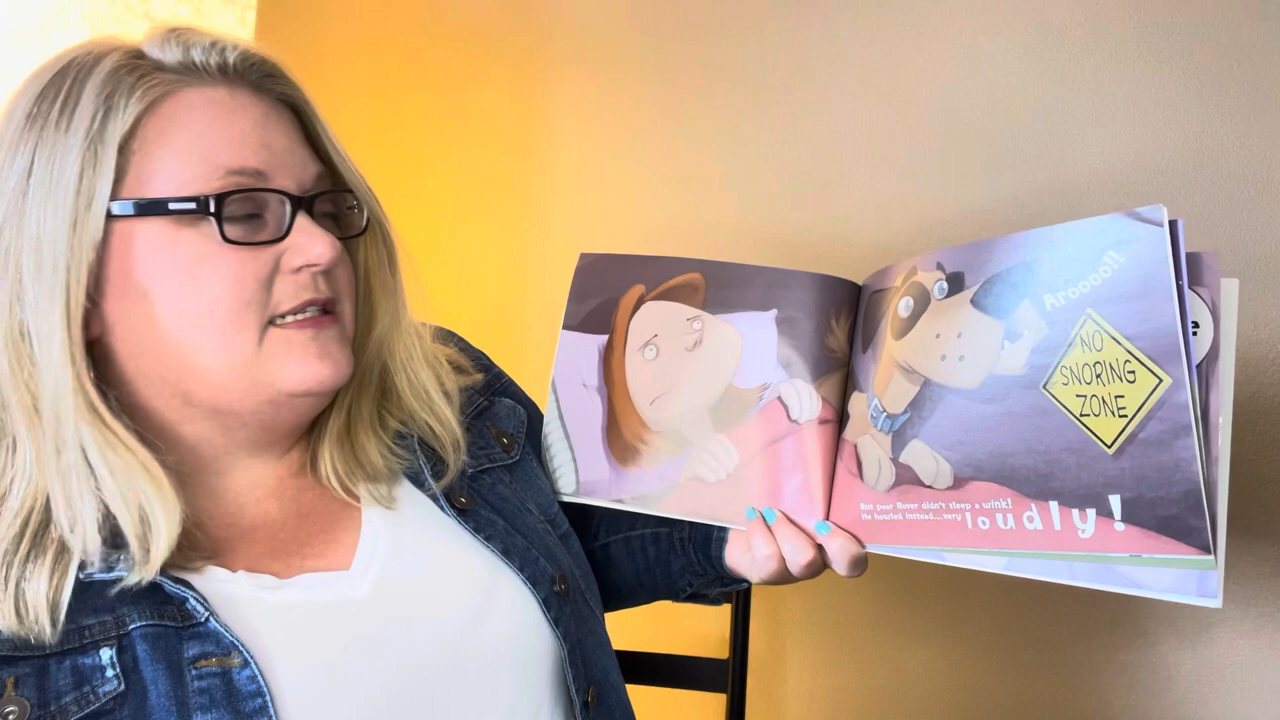 Aroooo!!
NO
SNORING
ZONE
But poor Rover didn't sleep a wink!
He howled instead...very loudly!
e